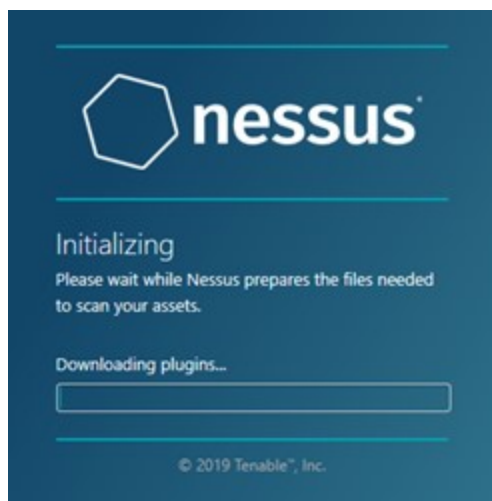 nessus®
Initializing
Please wait while Nessus prepares the files needed
to scan your assets.
Downloading plugins...
© 2019 Tenable™, Inc.